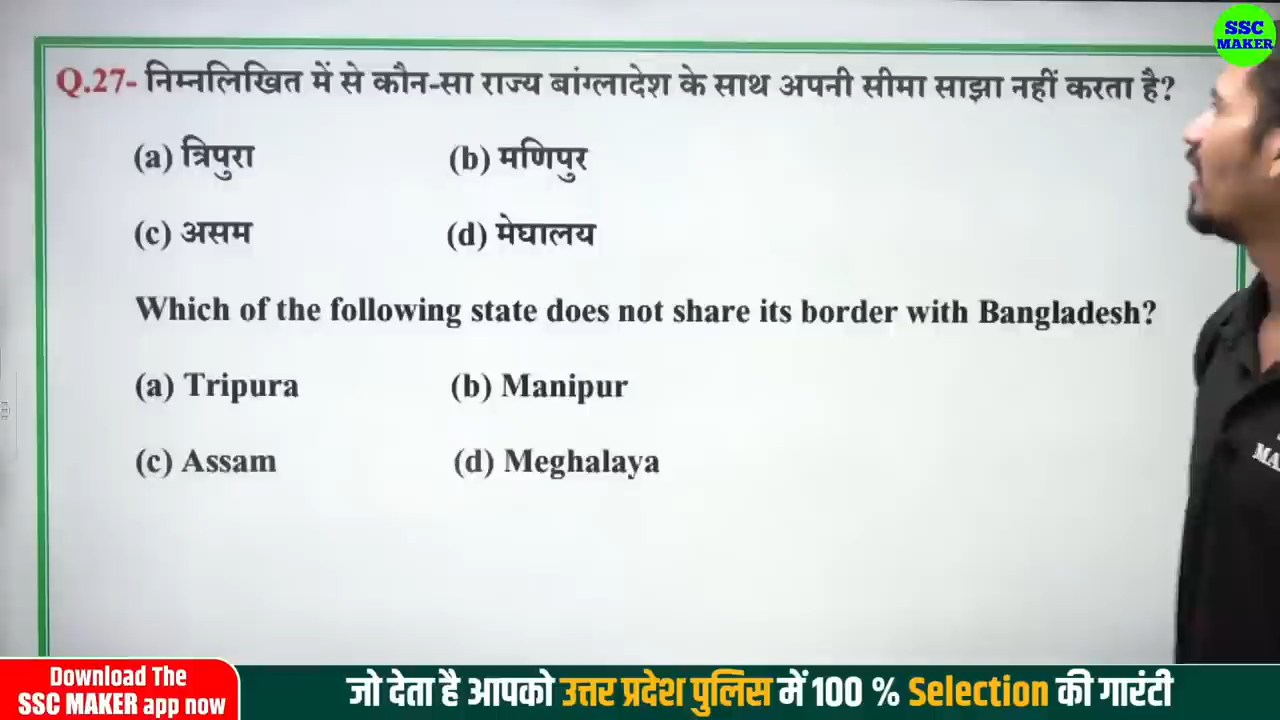 SSC
MAKER
Q.27- निम्नलिखित में से कौन-सा राज्य बांग्लादेश के साथ अपनी सीमा साझा नहीं करता है?
(a) त्रिपुरा (b) मणिपुर
(c) असम (d) मेघालय
Which of the following state does not share its border with Bangladesh?
(a) Tripura (b) Manipur
(c) Assam (d) Meghalaya
Download The
SSC MAKER app now
जो देता है आपको उत्तर प्रदेश पुलिस में 100 % Selection की गारंटी